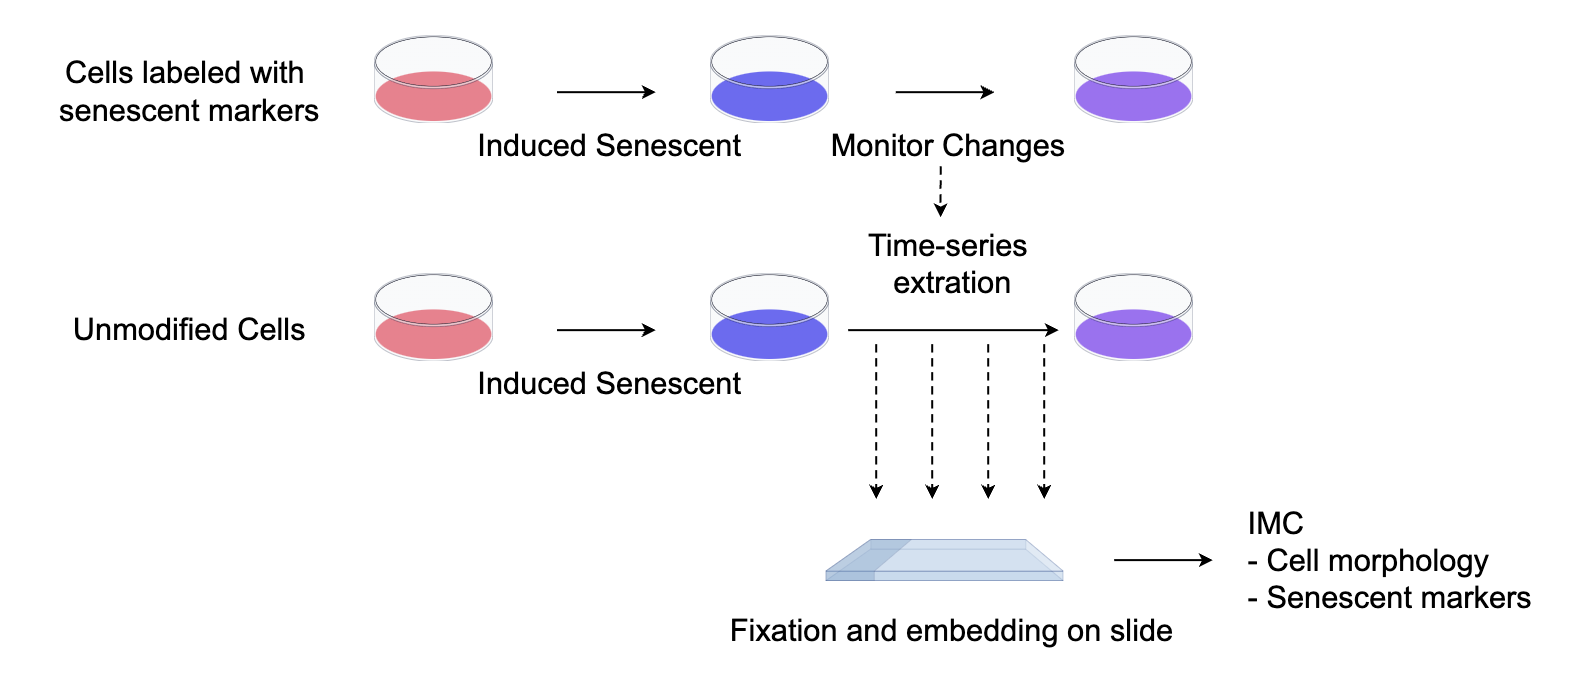 Cells labeled with
senescent markers
Induced Senescent
Monitor Changes
Time-series
extration
Unmodified Cells
Induced Senescent
IMC
- Cell morphology
- Senescent markers
Fixation and embedding on slide